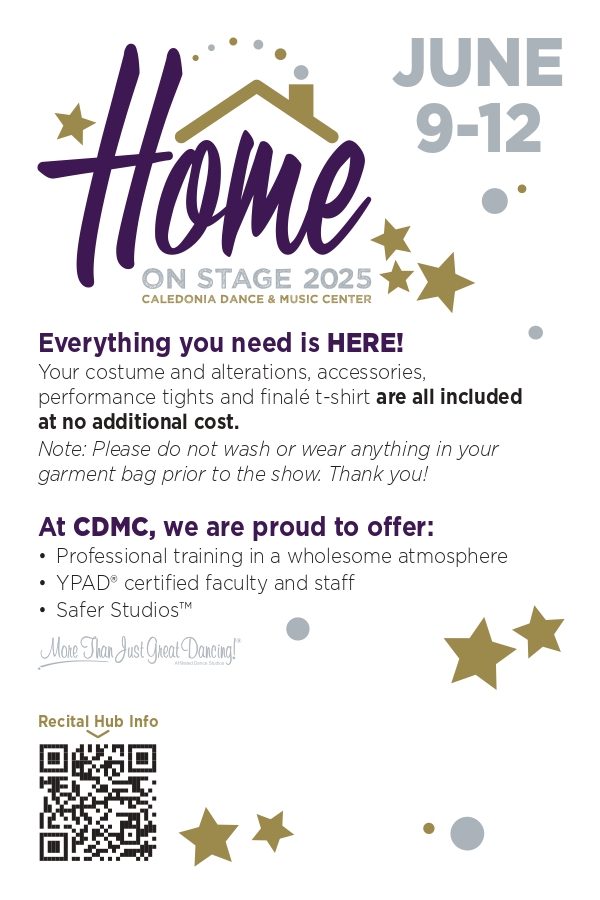 JUNE
9-12
Home
ON STAGE 2025
CALEDONIA DANCE & MUSIC CENTER
Everything you need is HERE!
Your costume and alterations, accessories,
performance tights and finalé t-shirt are all included
at no additional cost.
Note: Please do not wash or wear anything in your
garment bag prior to the show. Thank you!
At CDMC, we are proud to offer:
• Professional training in a wholesome atmosphere
• YPAD® certified faculty and staff
• Safer Studios™
More Than Just Great Dancing!®
Affiliated Dance Studios
Recital Hub Info